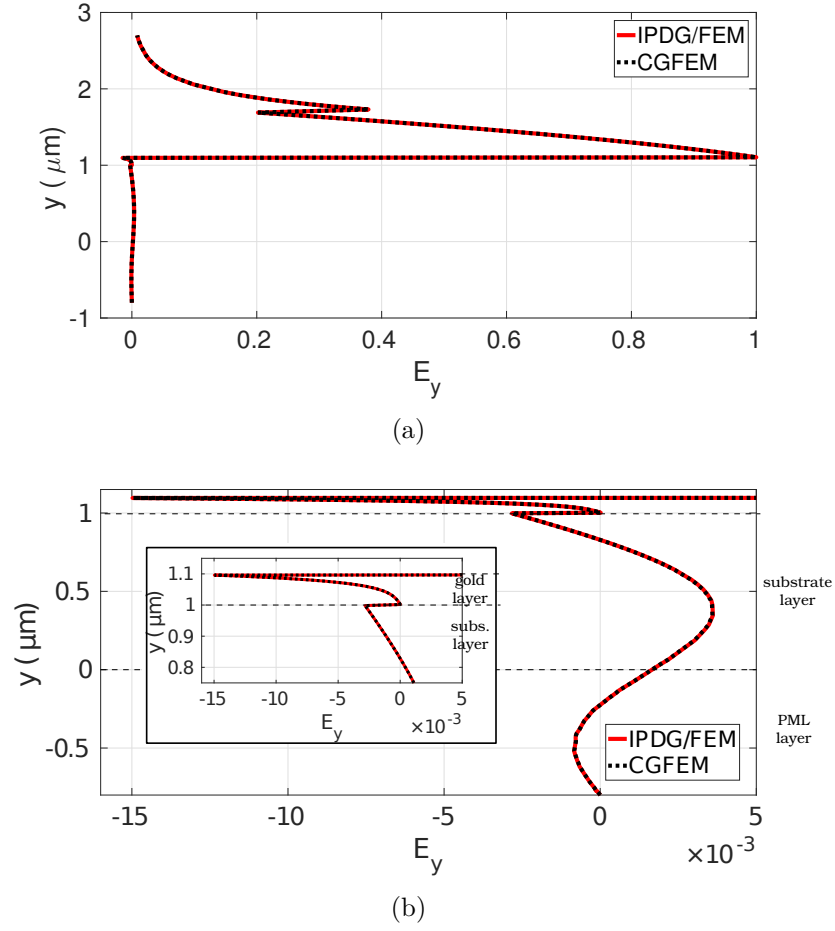 3
2
1
0
-1
y ( μm)
IPDG/FEM
CGFEM
0
0.2
0.4
0.6
0.8
1
E_y
(a)
1
0.5
0
-0.5
y ( μm)
substrate
layer
PML
layer
1.1
1
0.9
0.8
y ( μm)
gold
layer
subs.
layer
-15
-10
-5
0
5
E_y
×10⁻³
IPDG/FEM
CGFEM
-15
-10
-5
0
5
E_y
×10⁻³
(b)